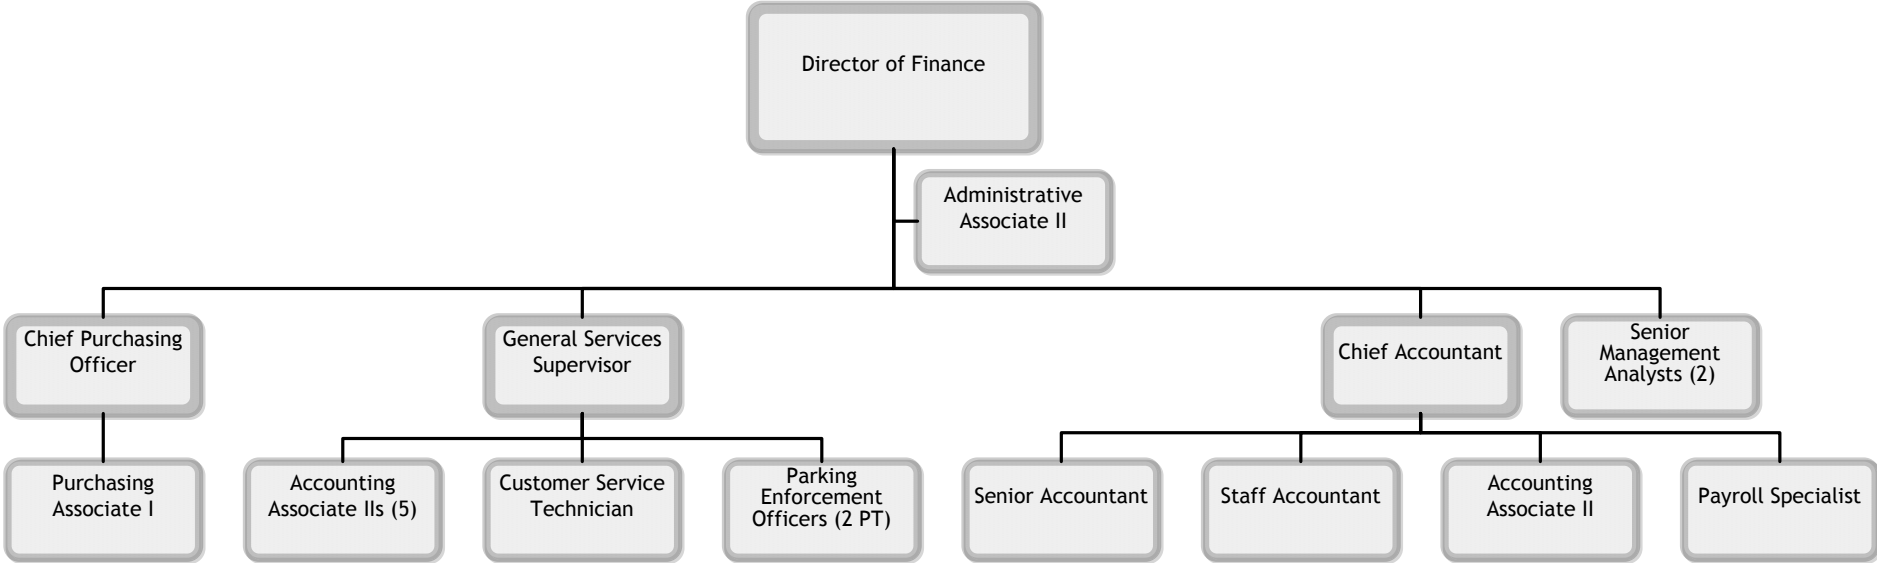 Director of Finance
Administrative
Associate II
Chief Purchasing
Officer
General Services
Supervisor
Chief Accountant
Senior
Management
Analysts (2)
Purchasing
Associate I
Accounting
Associate IIs (5)
Customer Service
Technician
Parking
Enforcement
Officers (2 PT)
Senior Accountant
Staff Accountant
Accounting
Associate II
Payroll Specialist